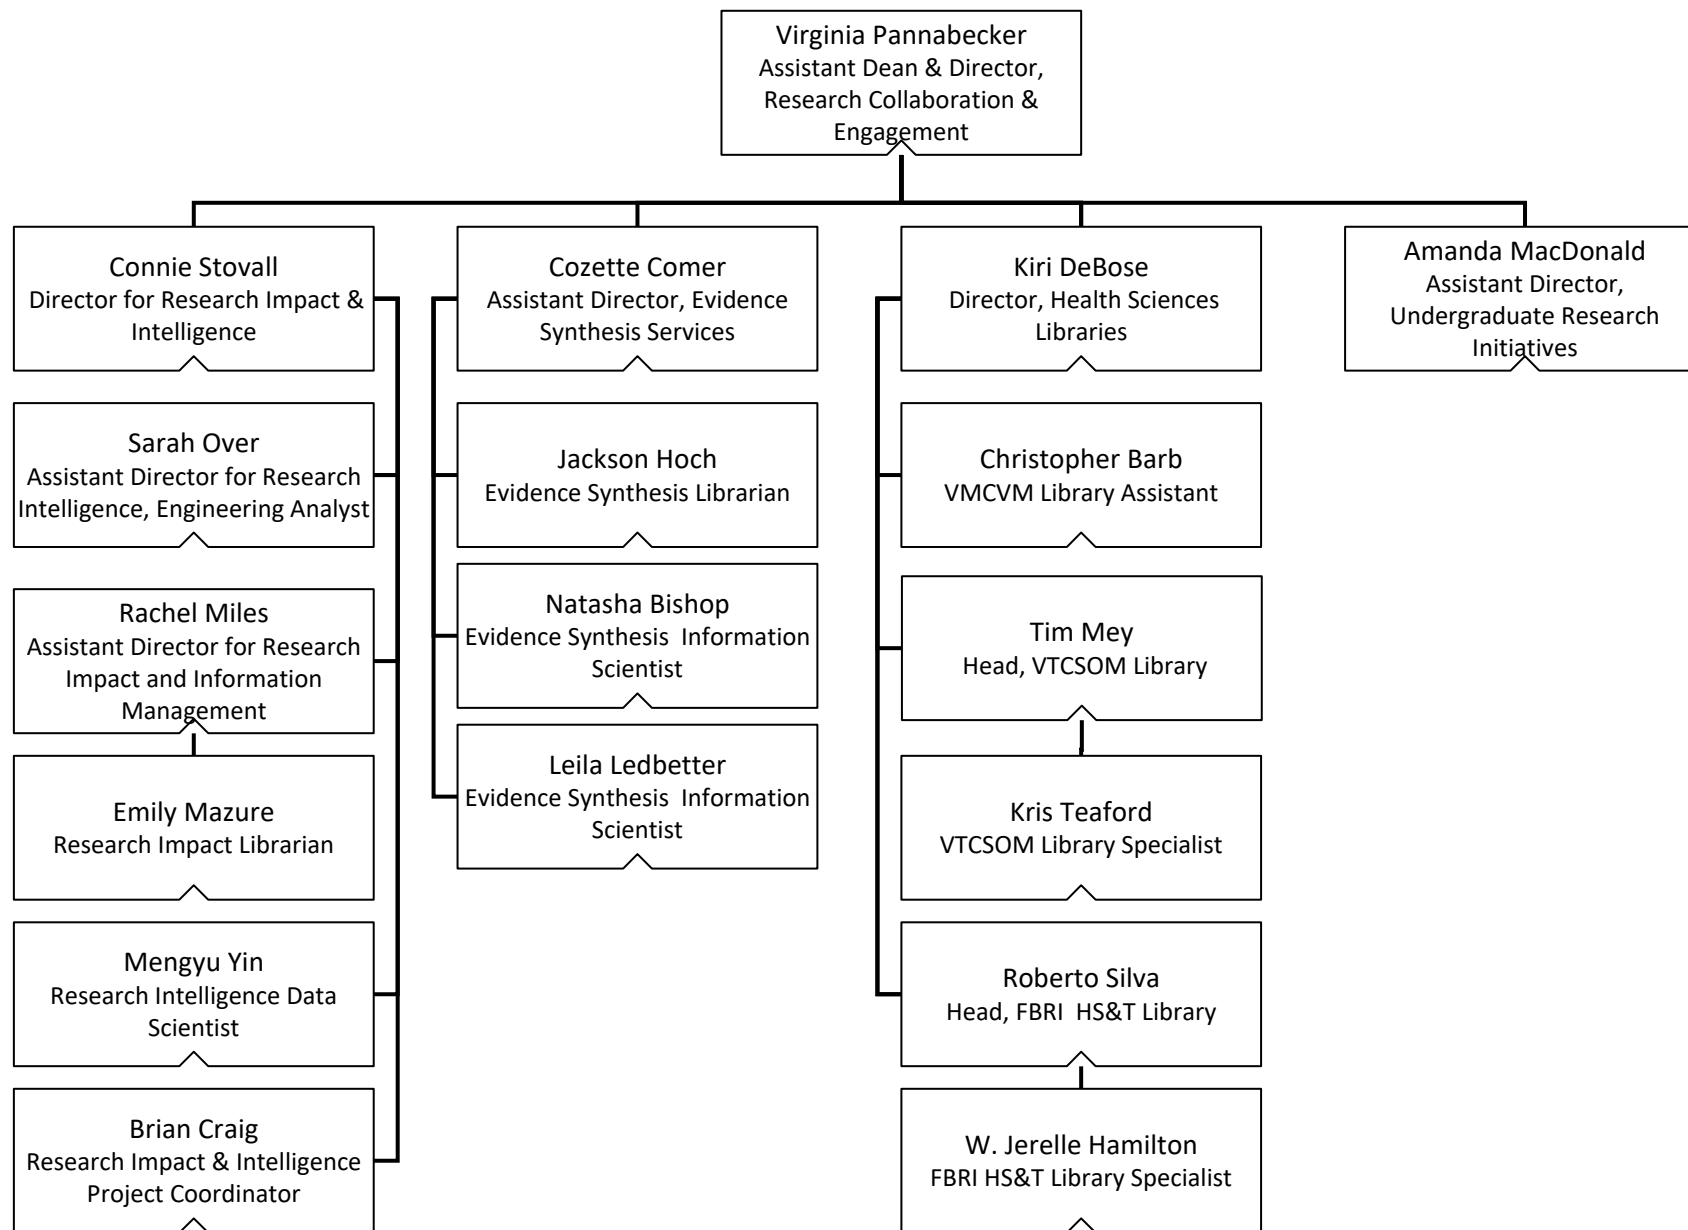 Virginia Pannabecker
Assistant Dean & Director,
Research Collaboration &
Engagement
Connie Stovall
Director for Research Impact &
Intelligence
Sarah Over
Assistant Director for Research
Intelligence, Engineering Analyst
Rachel Miles
Assistant Director for Research
Impact and Information
Management
Emily Mazure
Research Impact Librarian
Mengyu Yin
Research Intelligence Data
Scientist
Brian Craig
Research Impact & Intelligence
Project Coordinator
Cozette Comer
Assistant Director, Evidence
Synthesis Services
Jackson Hoch
Evidence Synthesis Librarian
Natasha Bishop
Evidence Synthesis  Information
Scientist
Leila Ledbetter
Evidence Synthesis  Information
Scientist
Kiri DeBose
Director, Health Sciences
Libraries
Christopher Barb
VMCVM Library Assistant
Tim Mey
Head, VTCSOM Library
Kris Teaford
VTCSOM Library Specialist
Roberto Silva
Head, FBRI  HS&T Library
W. Jerelle Hamilton
FBRI HS&T Library Specialist
Amanda MacDonald
Assistant Director,
Undergraduate Research
Initiatives